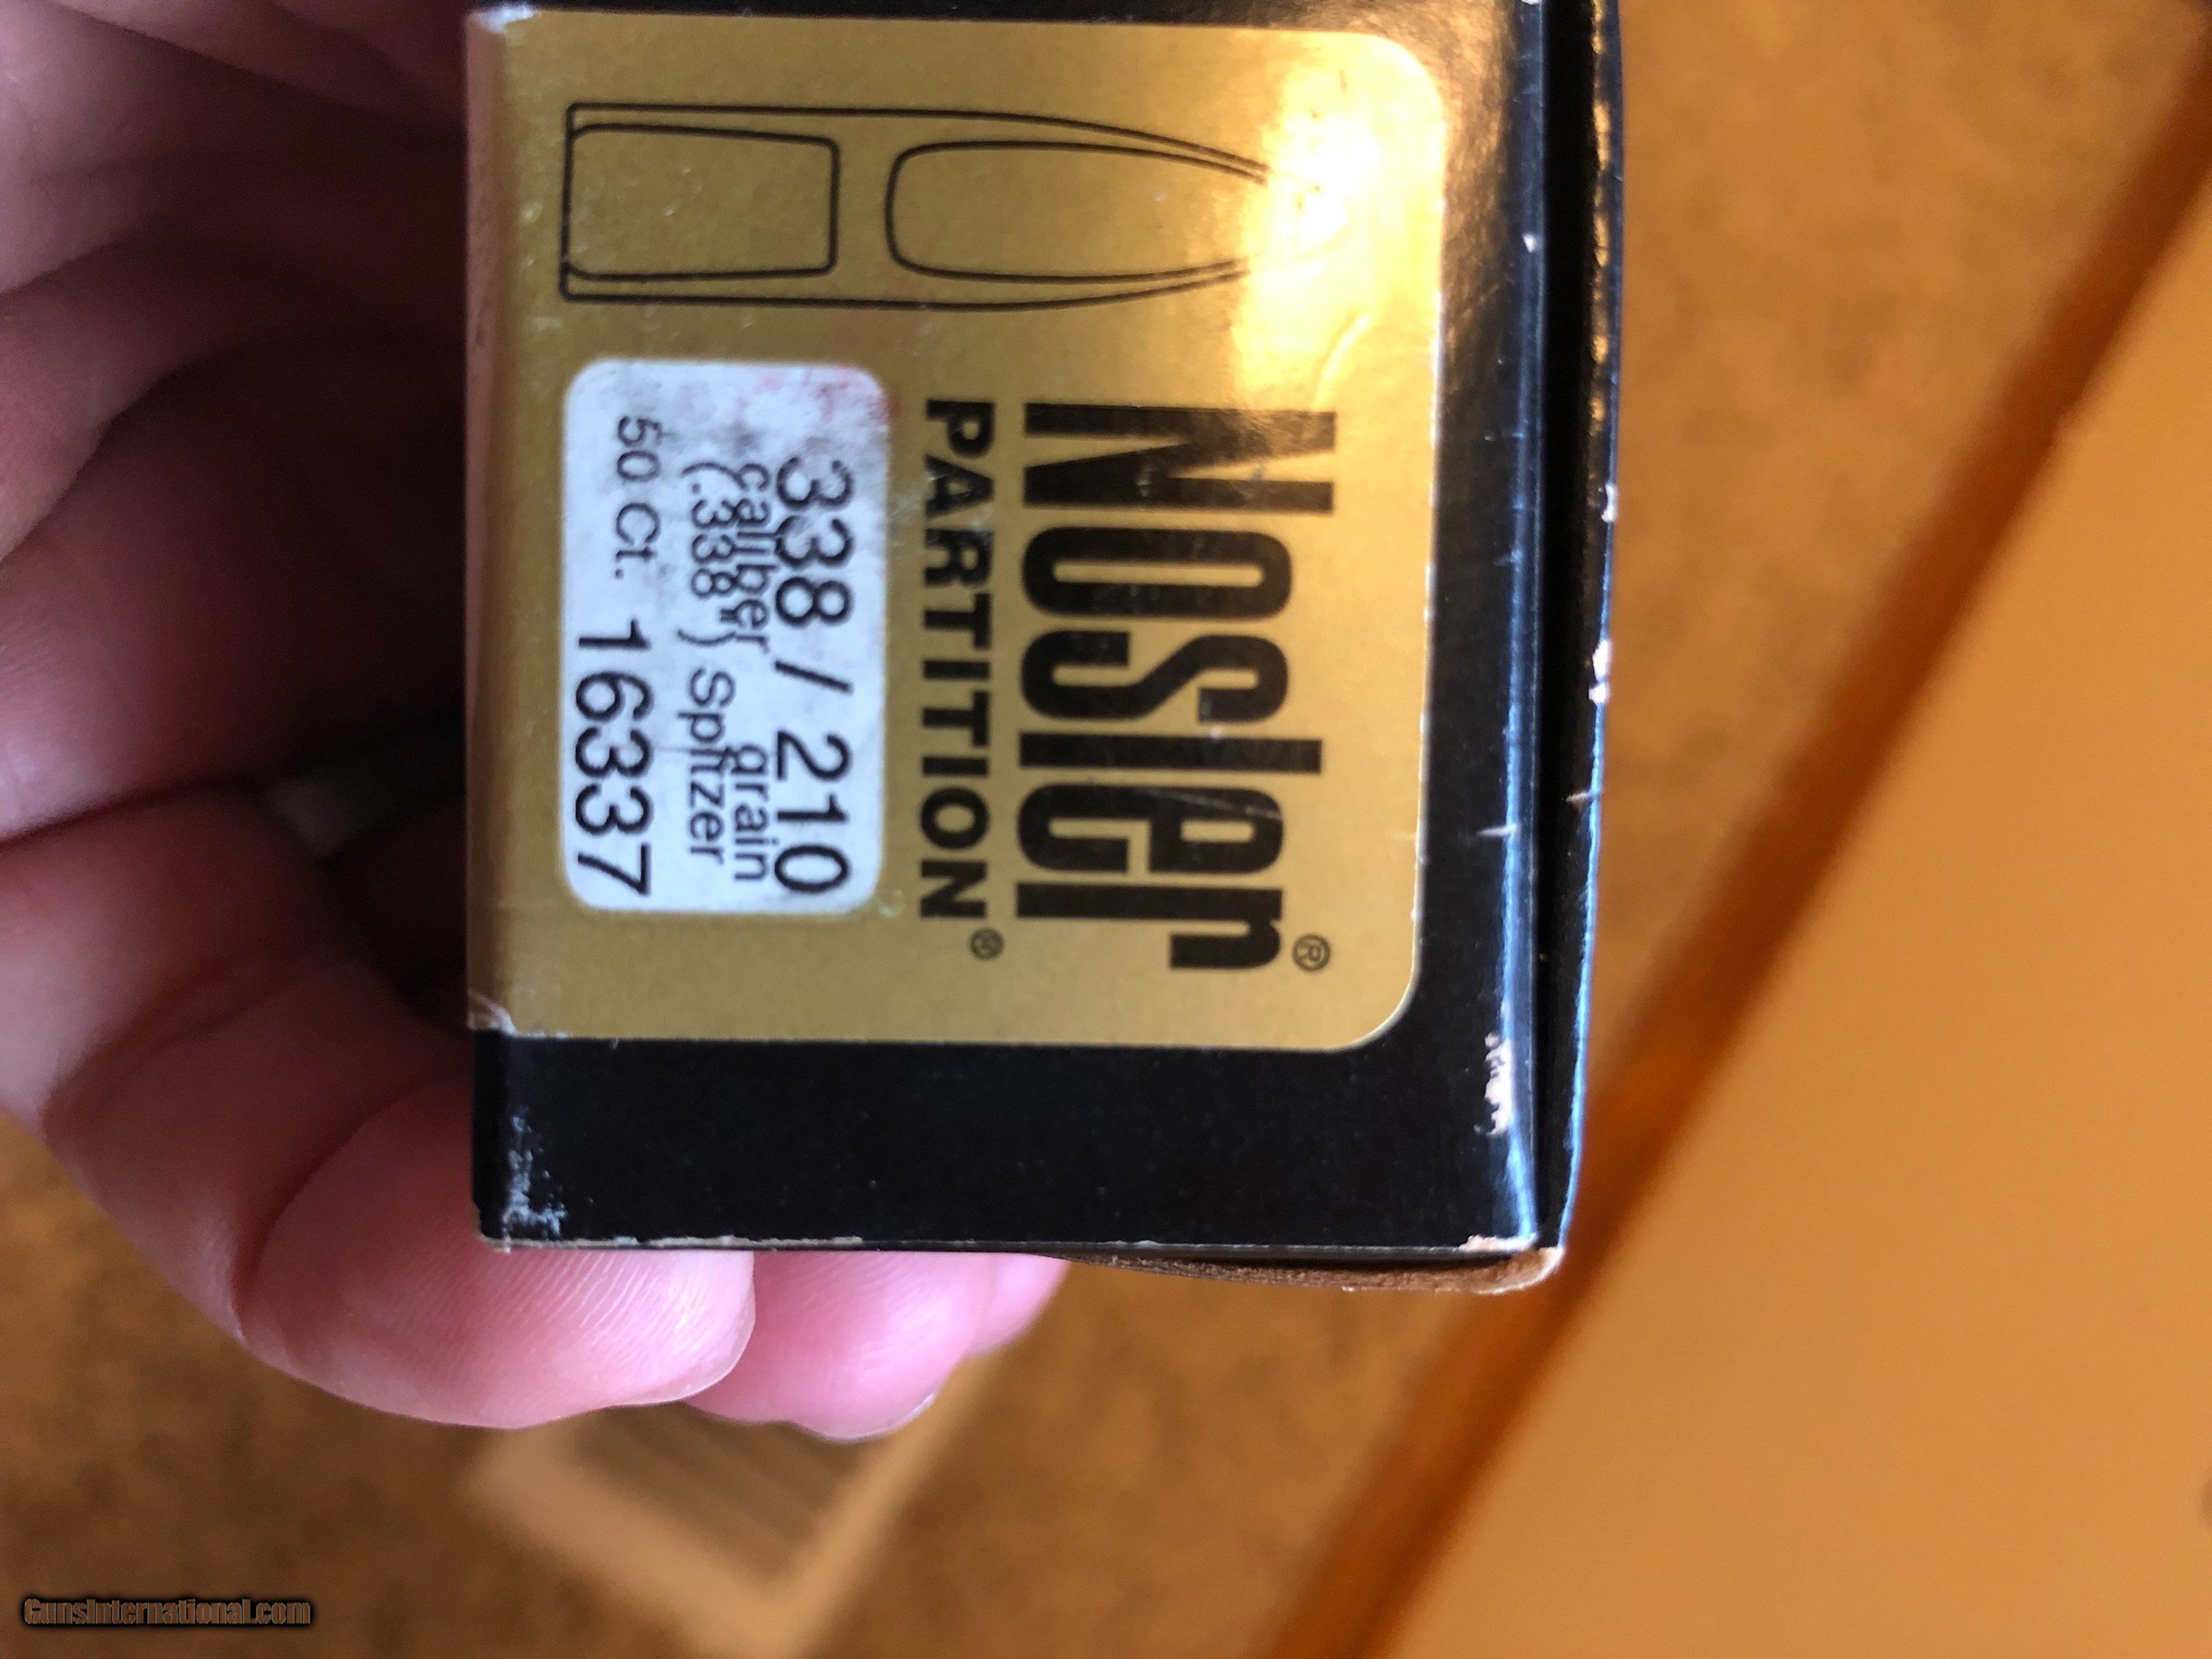 Nosler®
PARTITION®
338 / 210
caliber grain
(.338") Spitzer
50 Ct. 16337
GunsInternational.com